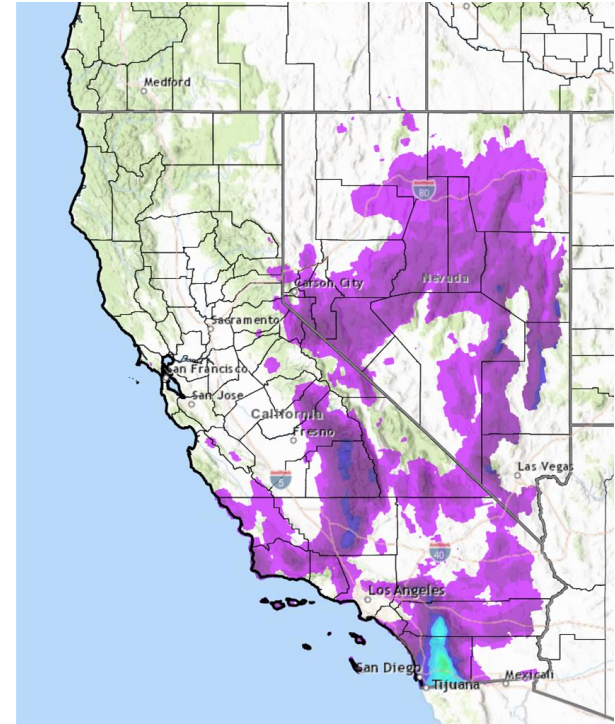 Medford
80
Nevada
Carson City
Sacramento
San Francisco
San Jose
California
Fresno
Las Vegas
5
40
Los Angeles
San Diego
Mexicali
Tijuana